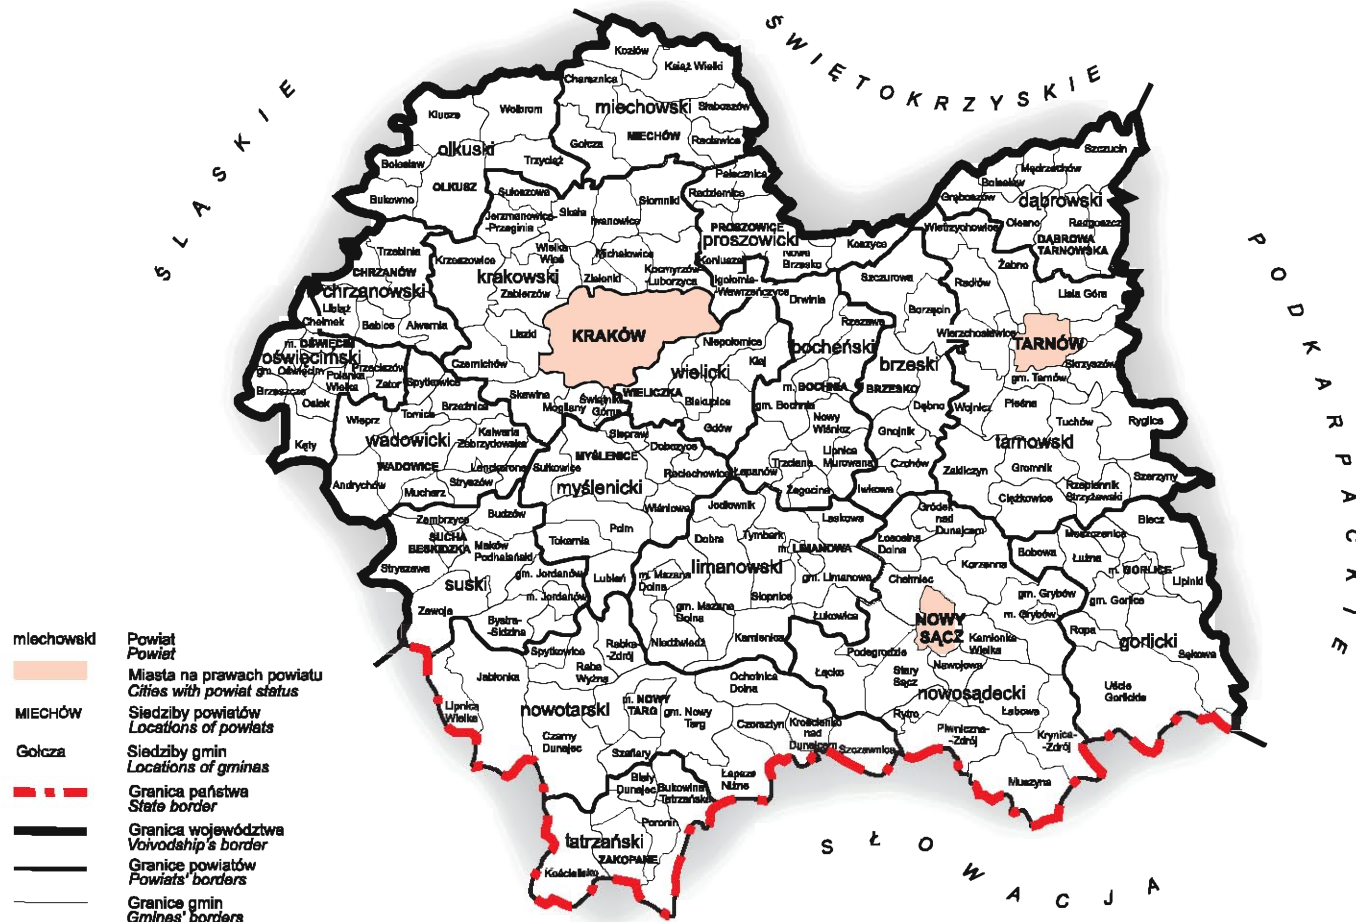 ŚWIĘTOKRZYSKIE
ŚLĄSKIE
PODKARPACKIE
SŁOWACJA
Kozłów
Książ Wielki
Charsznica
miechowski
Słaboszów
MIECHÓW
Racławice
Gołcza
Klucze
Wolbrom
olkuski
Trzyciąż
Bolesław
OLKUSZ
Bukowno
Szczucin
Mędrzechów
Bolesław
Gręboszów
dąbrowski
Olesno
Radgoszcz
DĄBROWA
TARNOWSKA
Pałecznica
Radziemice
PROSZOWICE
proszowicki
Koniusza
Nowe
Brzesko
Koszyce
Sułoszowa
Skała
Słomniki
Jerzmanowice-
-Przeginia
Iwanowice
Wielka
Wieś
Michałowice
Krzeszowice
krakowski
Zielonki
Kocmyrzów
-Luborzyca
Igołomia-
-Wawrzeńczyce
Zabierzów
Liszki
KRAKÓW
Czernichów
Skawina
Mogilany
Świątniki
Górne
Trzebinia
CHRZANÓW
chrzanowski
Libiąż
Chełmek
Babice
Alwernia
m. OŚWIĘCIM
oświęcimski
gm. Oświęcim
Polanka
Wielka
Przeciszów
Zator
Brzeszcze
Osiek
Kęty
Spytkowice
Tomice
Brzeźnica
Wieprz
wadowicki
Kalwaria
Zebrzydowska
WADOWICE
Lanckorona
Stryszów
Andrychów
Mucharz
Wietrzychowice
Żabno
Radłów
Lisia Góra
Wierzchosławice
TARNÓW
Skrzyszów
gm. Tarnów
Wojnicz
Pleśna
Tuchów
Ryglica
tarnowski
Zakliczyn
Gromnik
Rzepiennik
Strzyżewski
Szerzyny
Ciężkowice
Szczurowa
Borzęcin
brzeski
BRZESKO
Dębno
Gnojnik
Czchów
Iwkowa
Drwinia
Rzezawa
bocheński
m. BOCHNIA
gm. Bochnia
Nowy
Wiśnicz
Lipnica
Murowana
Trzciana
Łapanów
Żegocina
Niepołomice
Kłaj
wielicki
WIELICZKA
Biskupice
Gdów
Siepraw
Dobczyce
MYŚLENICE
Sułkowice
Raciechowice
myślenicki
Wiśniowa
Pcim
Tokarnia
Lubień
Zembrzyce
Budzów
SUCHA
BESKIDZKA
Maków
Podhalański
Stryszawa
suski
gm. Jordanów
m. Jordanów
Zawoja
Bystra-
-Sidzina
Jodłownik
Laskowa
Dobra
Tymbark
m. LIMANOWA
limanowski
m. Mszana
Dolna
gm. Limanowa
Słopnice
gm. Mszana
Dolna
Łukowica
Niedźwiedź
Kamienica
Gródek
nad
Dunajcem
Łososina
Dolna
Korzenna
Chełmiec
gm. Grybów
m. Grybów
NOWY
SĄCZ
Kamionka
Wielka
Podegrodzie
Nawojowa
Łącko
Stary
Sącz
nowosądecki
Rytro
Łabowa
Piwniczna
-Zdrój
Krynica-
-Zdrój
Muszyna
Biecz
Moszczenica
Bobowa
Łużna
m. GORLICE
Lipinki
gm. Gorlice
Ropa
gorlicki
Sękowa
Uście
Gorlickie
Spytkowice
Rabka
-Zdrój
Raba
Wyżna
Jabłonka
Lipnica
Wielka
nowotarski
m. NOWY
TARG
gm. Nowy
Targ
Ochotnica
Dolna
Czorsztyn
Krościenko
nad
Dunajcem
Szczawnica
Czarny
Dunajec
Szaflary
Łapsze
Niżne
Biały
Dunajec
Bukowina
Tatrzańska
Poronin
tatrzański
ZAKOPANE
Kościelisko
miechowski
Powiat
Powiat
Miasta na prawach powiatu
Cities with powiat status
MIECHÓW
Siedziby powiatów
Locations of powiats
Gołcza
Siedziby gmin
Locations of gminas
Granica państwa
State border
Granica województwa
Voivodship's border
Granice powiatów
Powiats' borders
Granice gmin
Gminas' borders